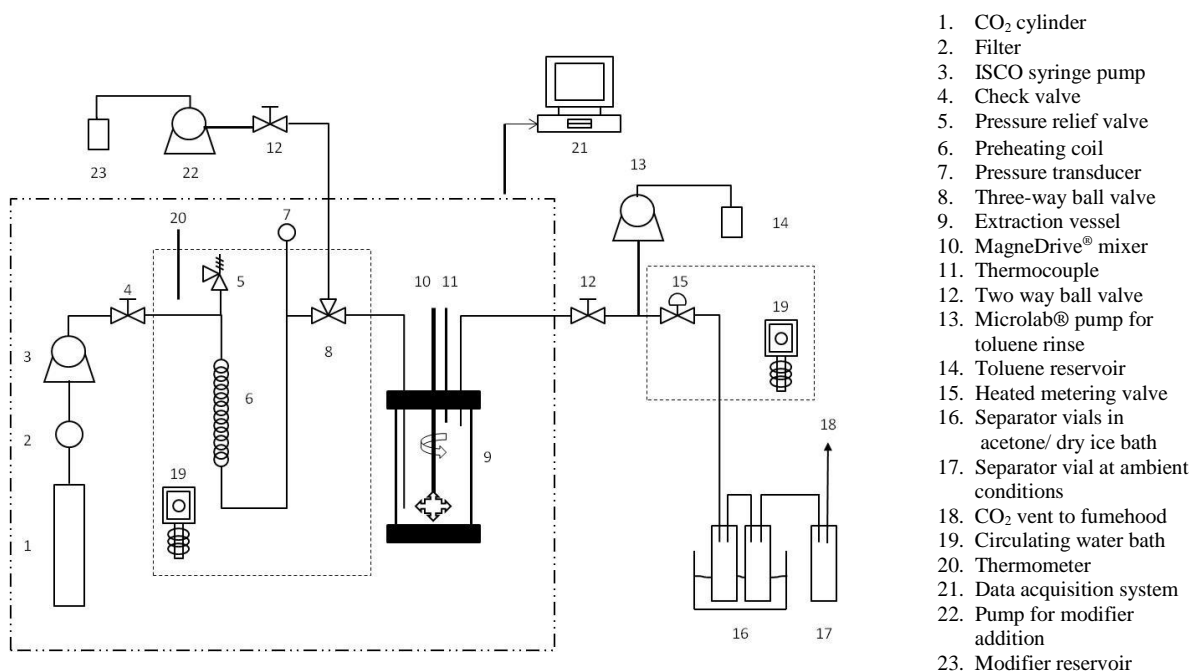 23
22
12
21
13
14
20
7
4
5
10
11
12
15
19
3
8
6
2
19
9
18
1
16
17
1. CO₂ cylinder
2. Filter
3. ISCO syringe pump
4. Check valve
5. Pressure relief valve
6. Preheating coil
7. Pressure transducer
8. Three-way ball valve
9. Extraction vessel
10. MagneDrive® mixer
11. Thermocouple
12. Two way ball valve
13. Microlab® pump for
toluene rinse
14. Toluene reservoir
15. Heated metering valve
16. Separator vials in
acetone/ dry ice bath
17. Separator vial at ambient
conditions
18. CO₂ vent to fumehood
19. Circulating water bath
20. Thermometer
21. Data acquisition system
22. Pump for modifier
addition
23. Modifier reservoir